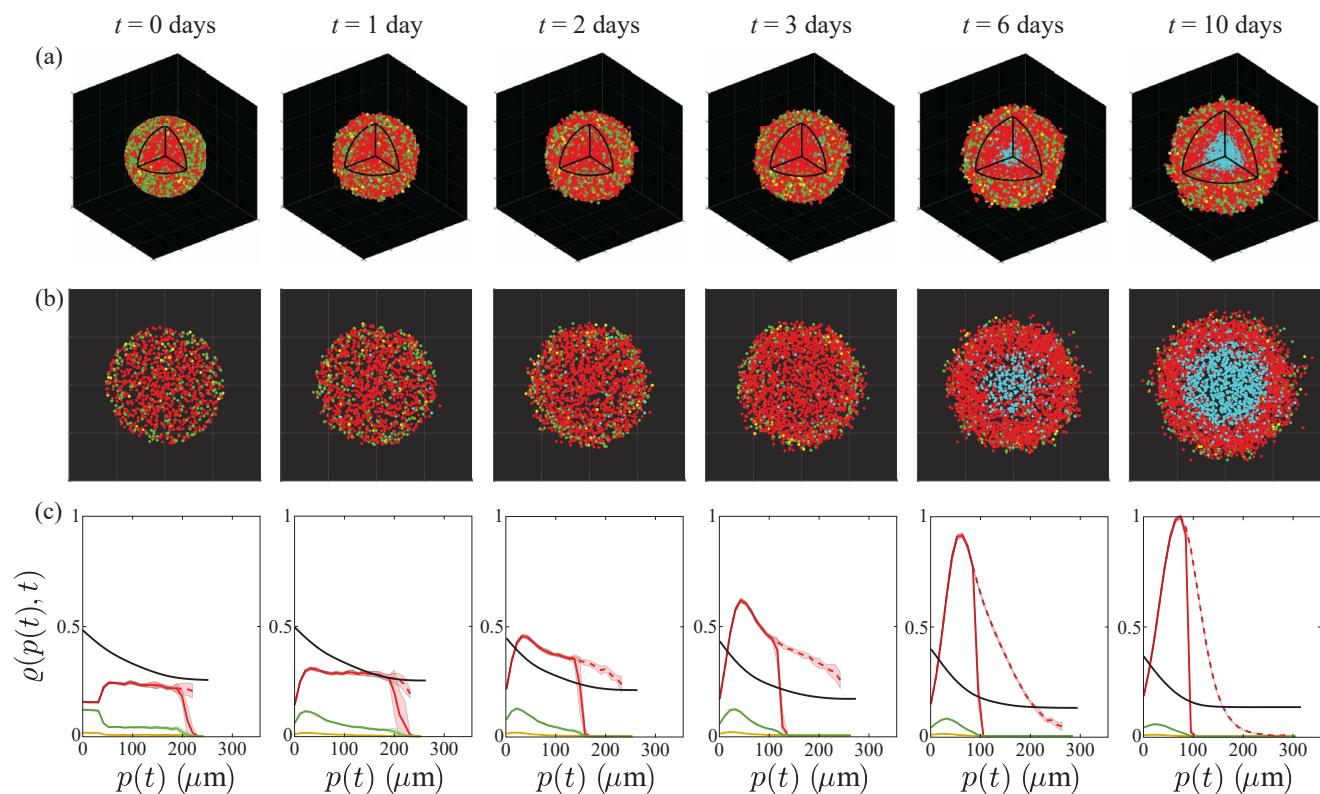 t = 0 days t = 1 day t = 2 days t = 3 days t = 6 days t = 10 days
(a)
(b)
(c)
ϱ(p(t), t)
1 1 1 1 1 1
0.5 0.5 0.5 0.5 0.5 0.5
0 0 0 0 0 0
0 100 200 300 0 100 200 300 0 100 200 300 0 100 200 300 0 100 200 300 0 100 200 300
p(t) (μm) p(t) (μm) p(t) (μm) p(t) (μm) p(t) (μm) p(t) (μm)